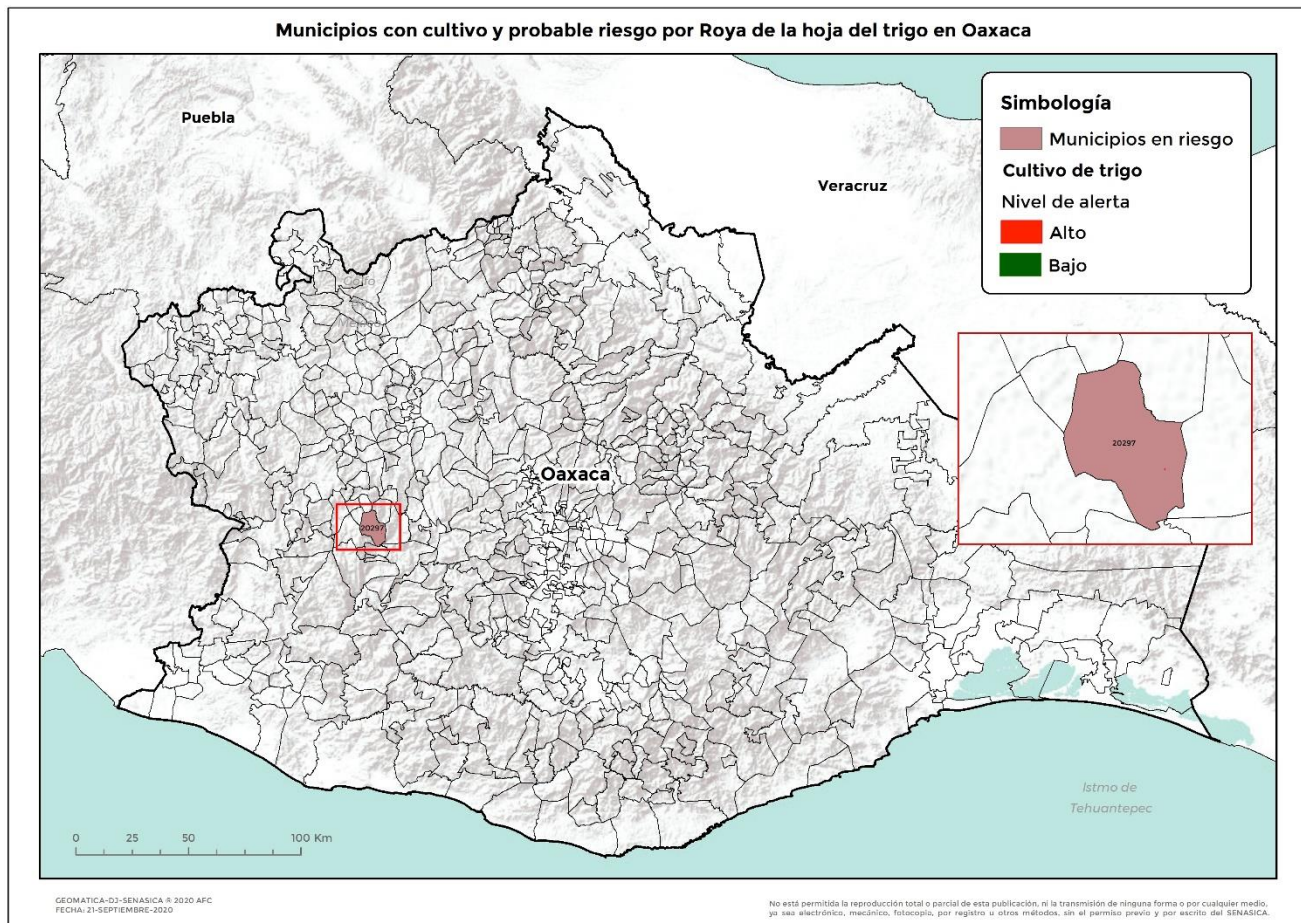 Municipios con cultivo y probable riesgo por Roya de la hoja del trigo en Oaxaca
Puebla
Veracruz
Simbología
Municipios en riesgo
Cultivo de trigo
Nivel de alerta
Alto
Bajo
Oaxaca
20297
20297
Istmo de
Tehuantepec
0 25 50 100 Km
GEOMATICA-DJ-SENASICA ® 2020 AFC
FECHA: 21-SEPTIEMBRE-2020
No está permitida la reproducción total o parcial de esta publicación, ni la transmisión de ninguna forma o por cualquier medio,
ya sea electrónico, mecánico, fotocopia, por registro u otros métodos, sin el permiso previo y por escrito del SENASICA.